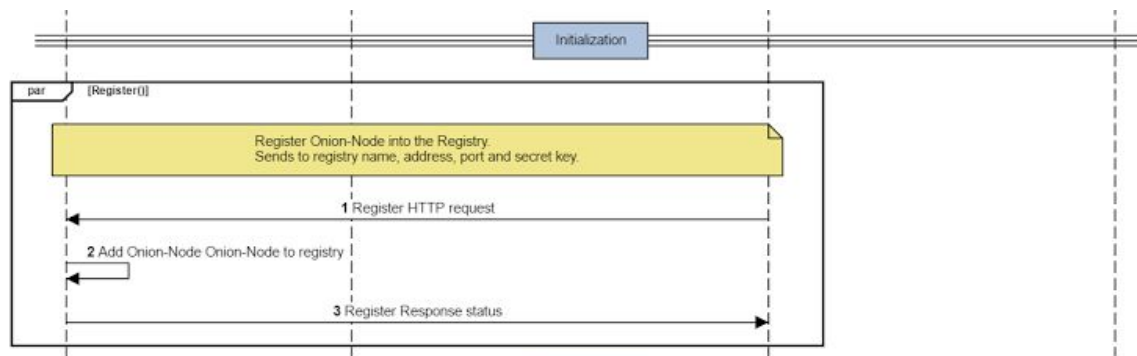 Initialization
par [Register()]
Register Onion-Node into the Registry.
Sends to registry name, address, port and secret key.
1 Register HTTP request
2 Add Onion-Node Onion-Node to registry
3 Register Response status